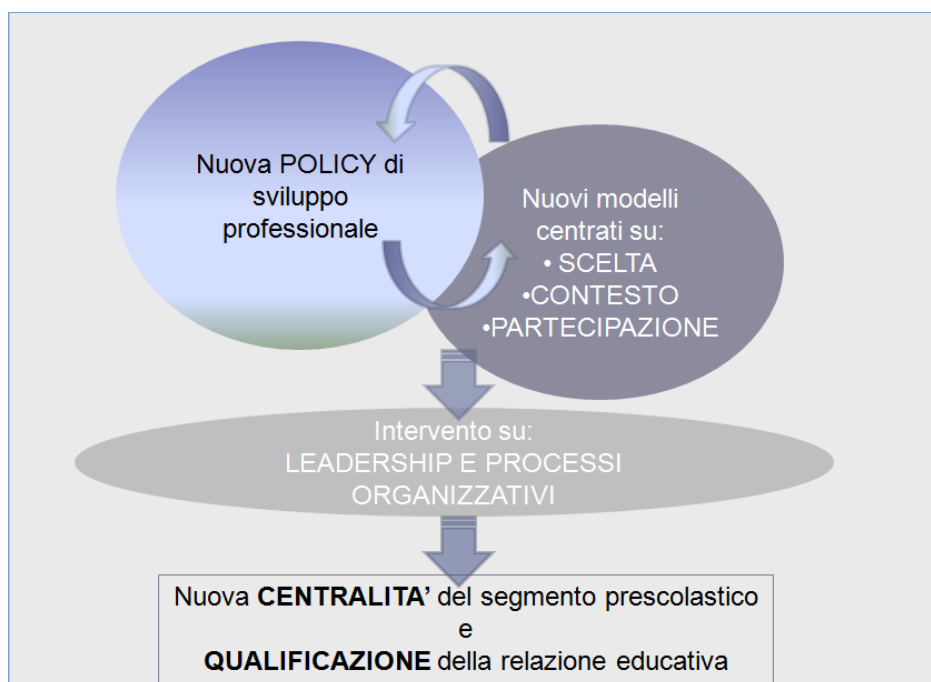 Nuova POLICY di
sviluppo
professionale
Nuovi modelli
centrati su:
• SCELTA
•CONTESTO
•PARTECIPAZIONE
Intervento su:
LEADERSHIP E PROCESSI
ORGANIZZATIVI
Nuova CENTRALITA’ del segmento prescolastico
e
QUALIFICAZIONE della relazione educativa